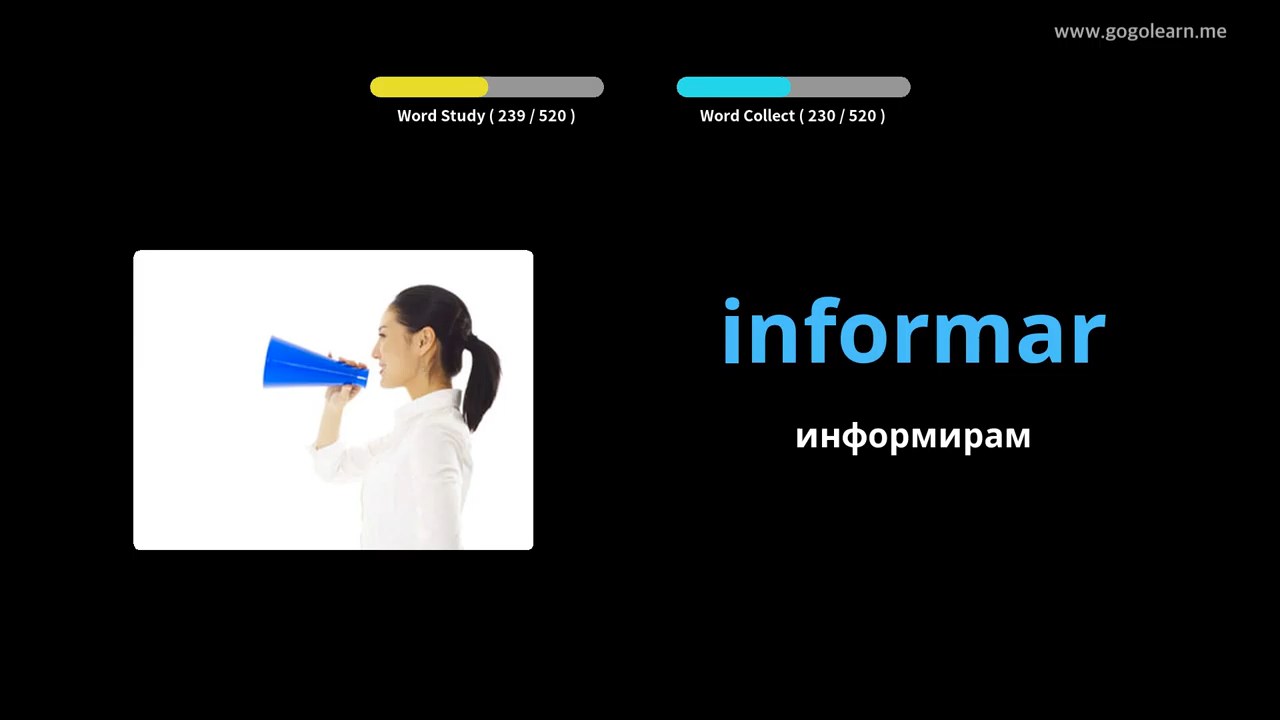 www.gogolearn.me
Word Study ( 239 / 520 )
Word Collect ( 230 / 520 )
informar
информирам